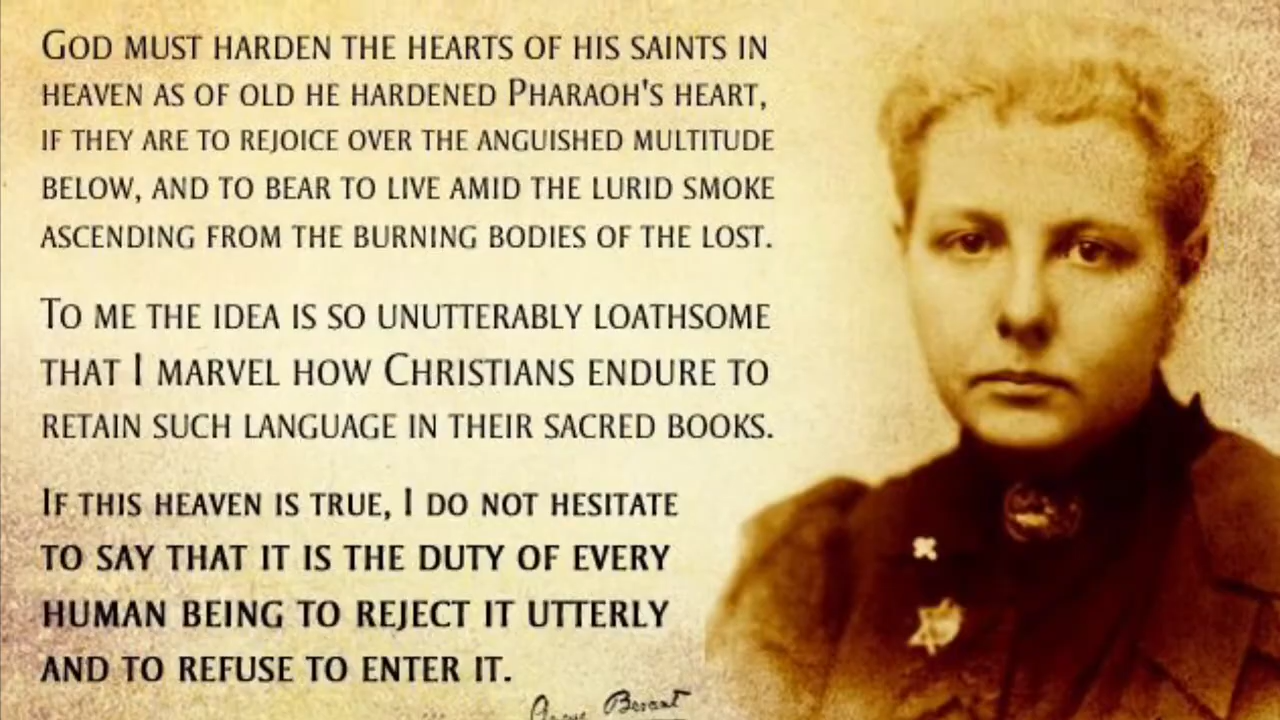 GOD MUST HARDEN THE HEARTS OF HIS SAINTS IN
HEAVEN AS OF OLD HE HARDENED PHARAOH'S HEART,
IF THEY ARE TO REJOICE OVER THE ANGUISHED MULTITUDE
BELOW, AND TO BEAR TO LIVE AMID THE LURID SMOKE
ASCENDING FROM THE BURNING BODIES OF THE LOST.
TO ME THE IDEA IS SO UNUTTERABLY LOATHSOME
THAT I MARVEL HOW CHRISTIANS ENDURE TO
RETAIN SUCH LANGUAGE IN THEIR SACRED BOOKS.
IF THIS HEAVEN IS TRUE, I DO NOT HESITATE
TO SAY THAT IT IS THE DUTY OF EVERY
HUMAN BEING TO REJECT IT UTTERLY
AND TO REFUSE TO ENTER IT.
Besant